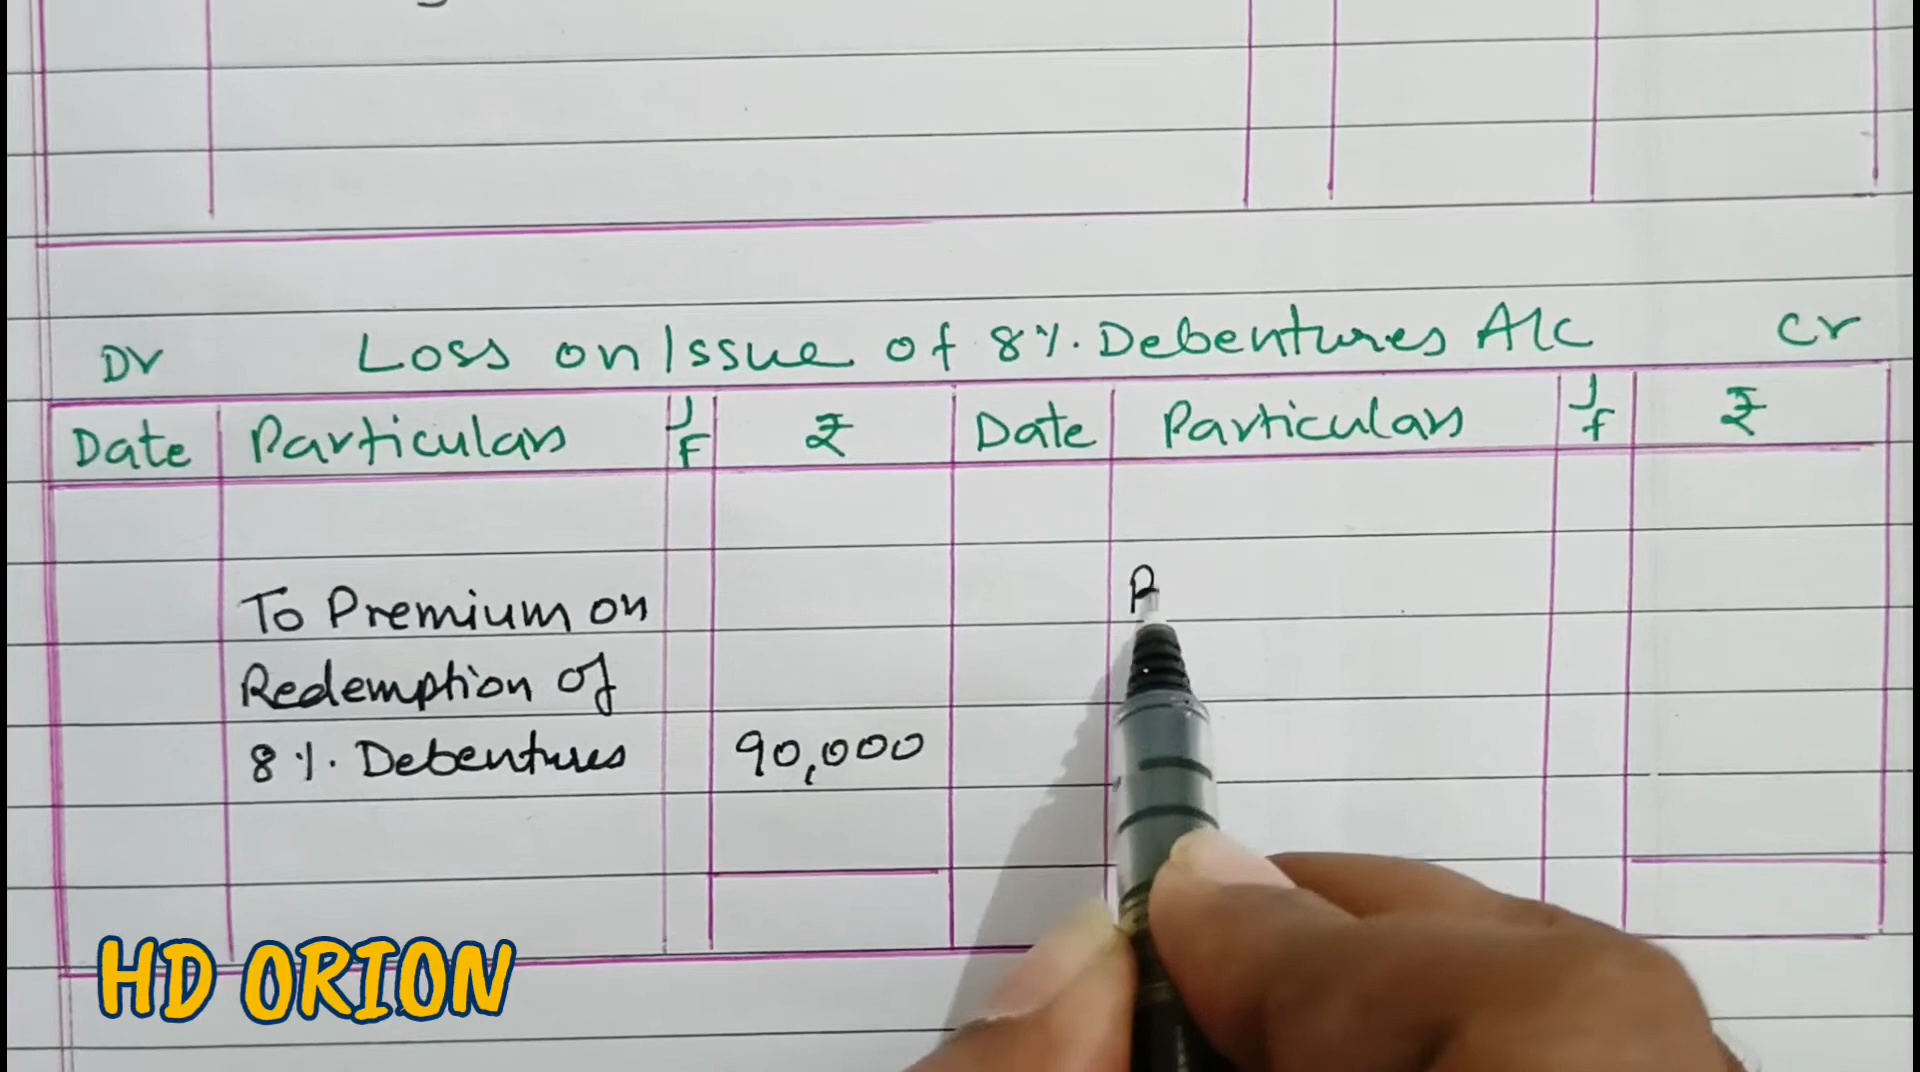 Dr Loss on Issue of 8%. Debentures A/c Cr
Date Particulars J F ₹ Date Particulars J F ₹
To Premium on
Redemption of
8%. Debentures 90,000
HD ORION